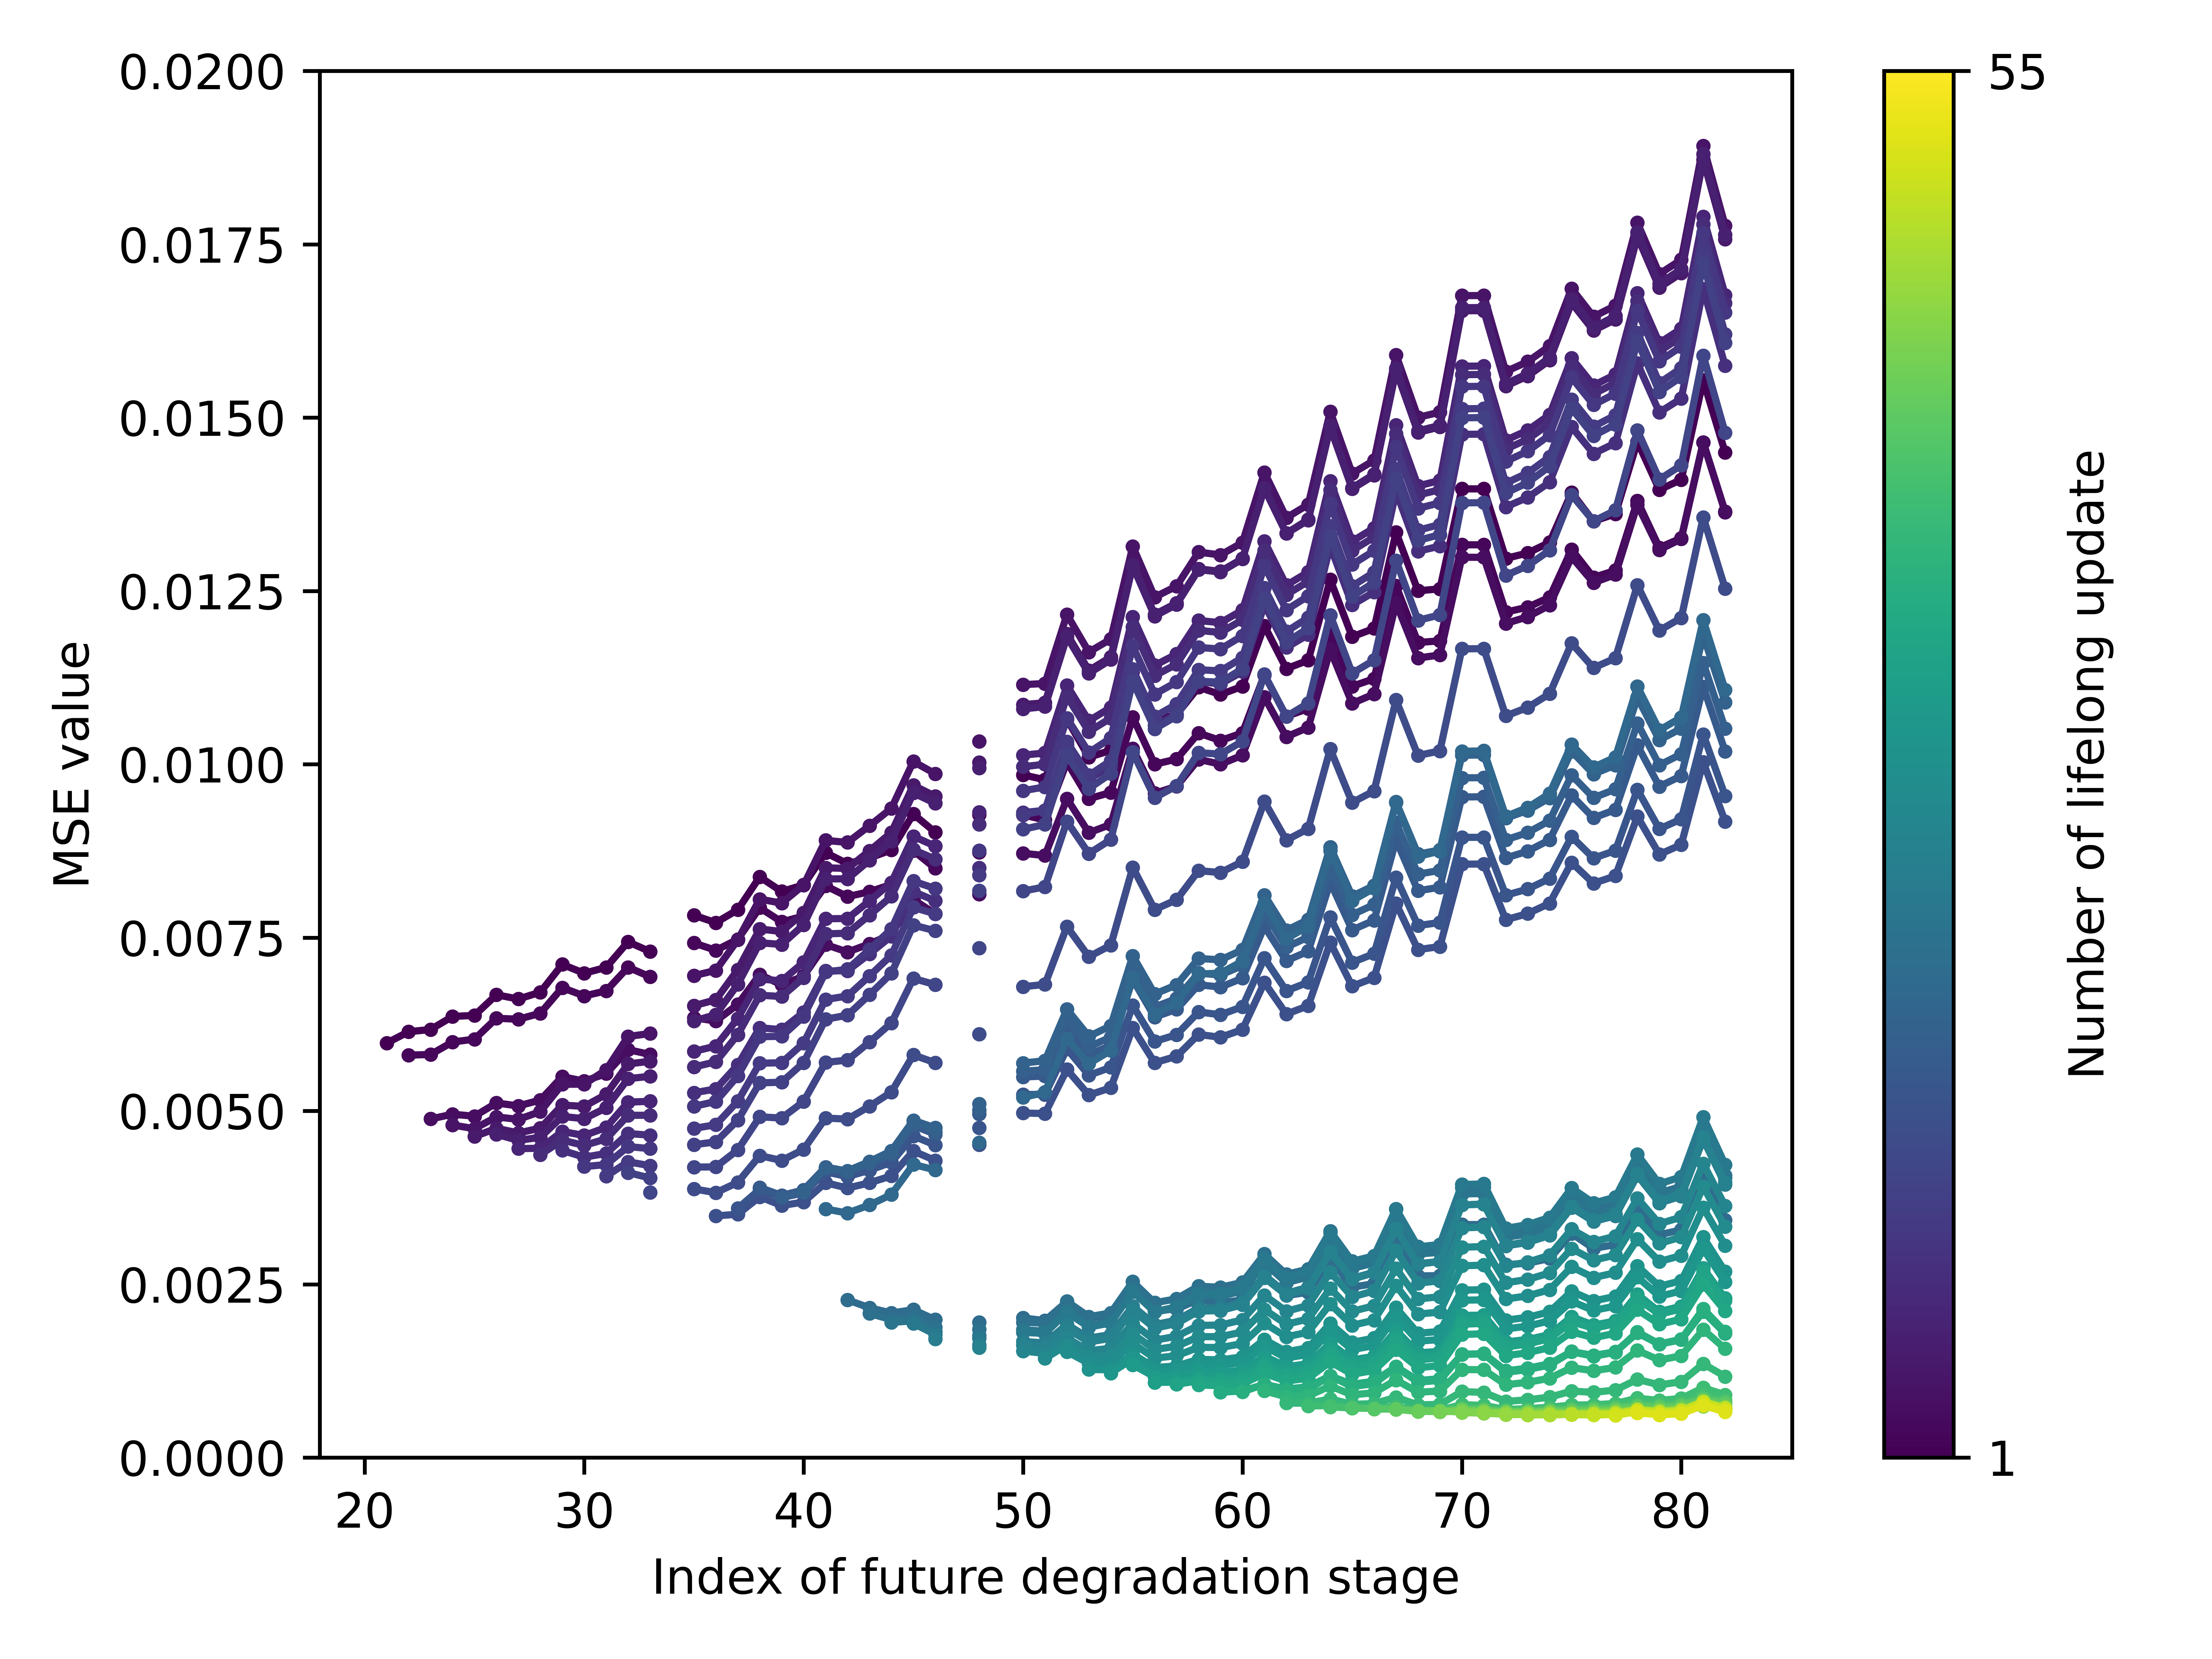 0.0200
0.0175
0.0150
0.0125
0.0100
0.0075
0.0050
0.0025
0.0000
MSE value
20 30 40 50 60 70 80
Index of future degradation stage
55
1
Number of lifelong update